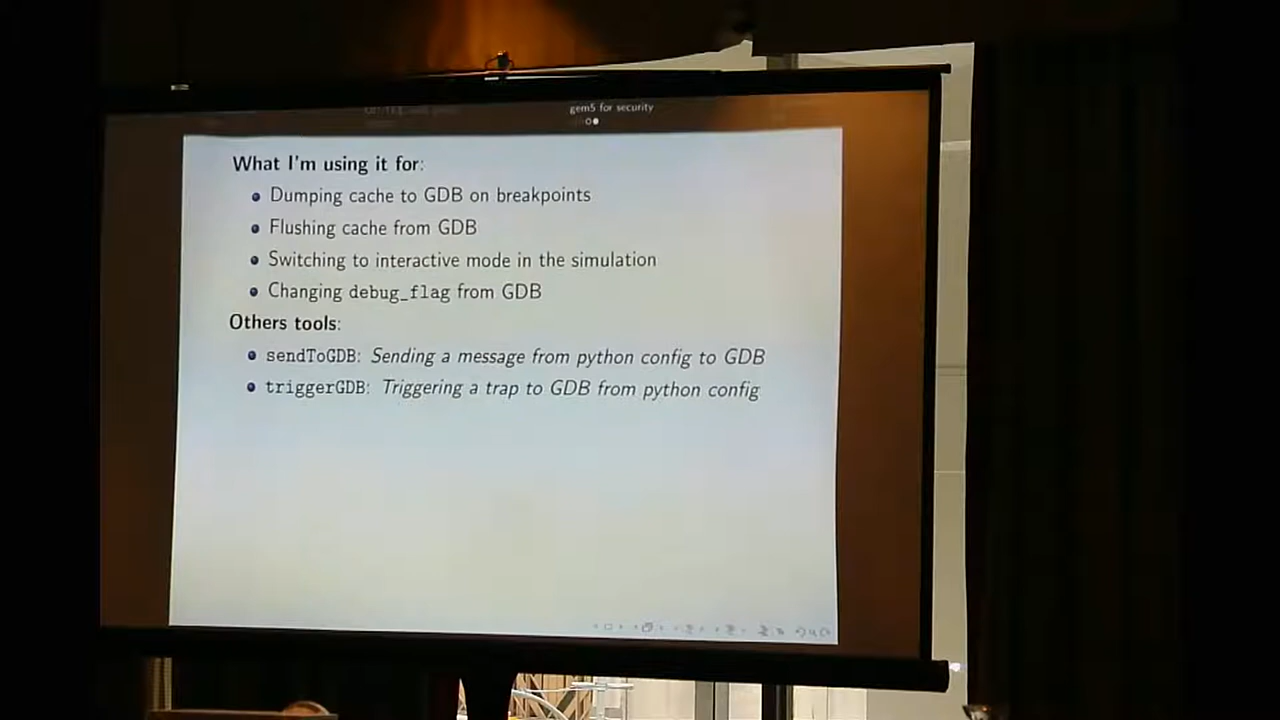 gem5 for security
What I'm using it for:
Dumping cache to GDB on breakpoints
Flushing cache from GDB
Switching to interactive mode in the simulation
Changing debug_flag from GDB
Others tools:
sendToGDB: Sending a message from python config to GDB
triggerGDB: Triggering a trap to GDB from python config